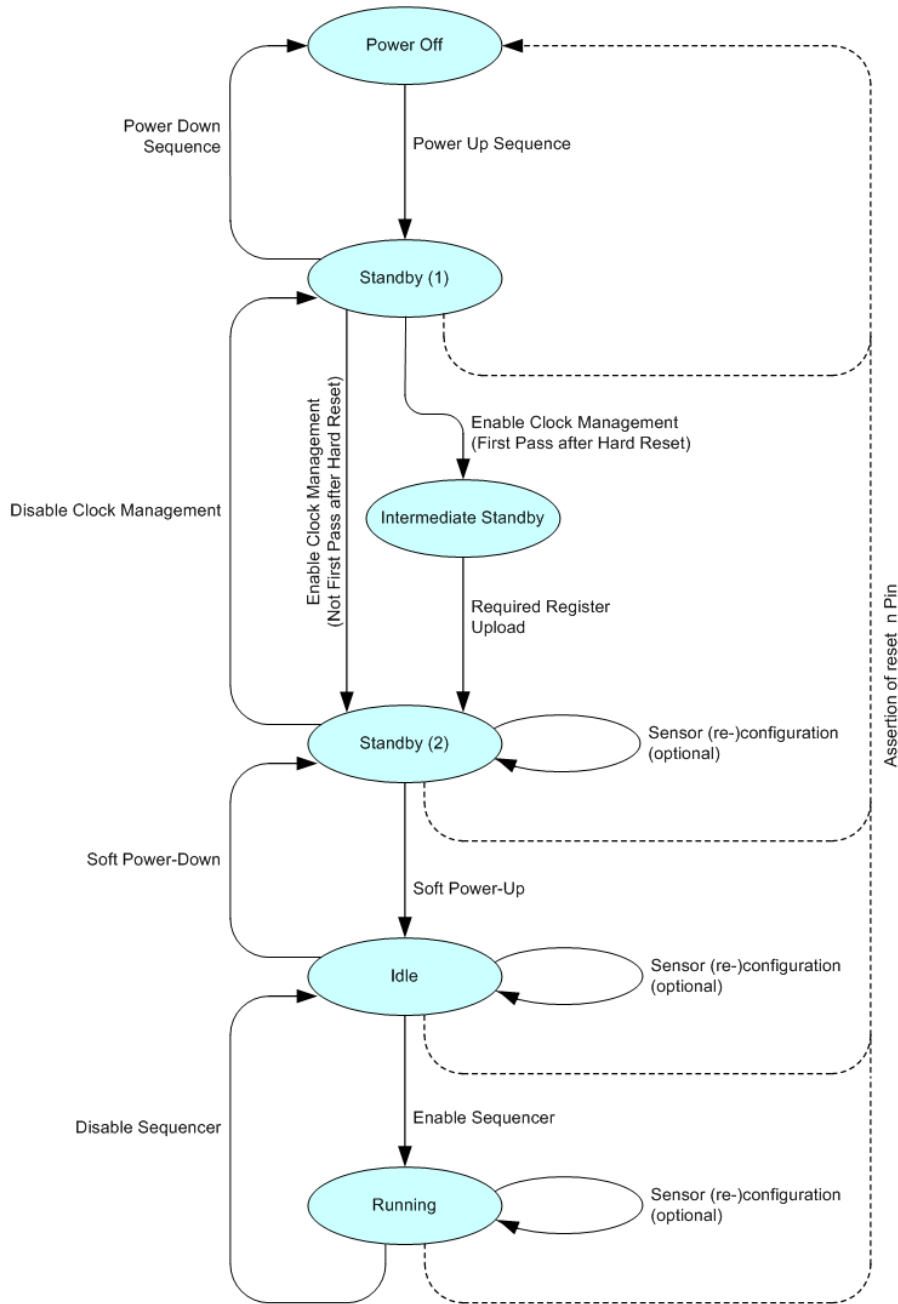 Power Off
Power Down
Sequence
Power Up Sequence
Standby (1)
Enable Clock Management
(Not First Pass after Hard Reset)
Enable Clock Management
(First Pass after Hard Reset)
Disable Clock Management
Intermediate Standby
Required Register
Upload
Assertion of reset n Pin
Standby (2)
Sensor (re-)configuration
(optional)
Soft Power-Down
Soft Power-Up
Idle
Sensor (re-)configuration
(optional)
Disable Sequencer
Enable Sequencer
Running
Sensor (re-)configuration
(optional)